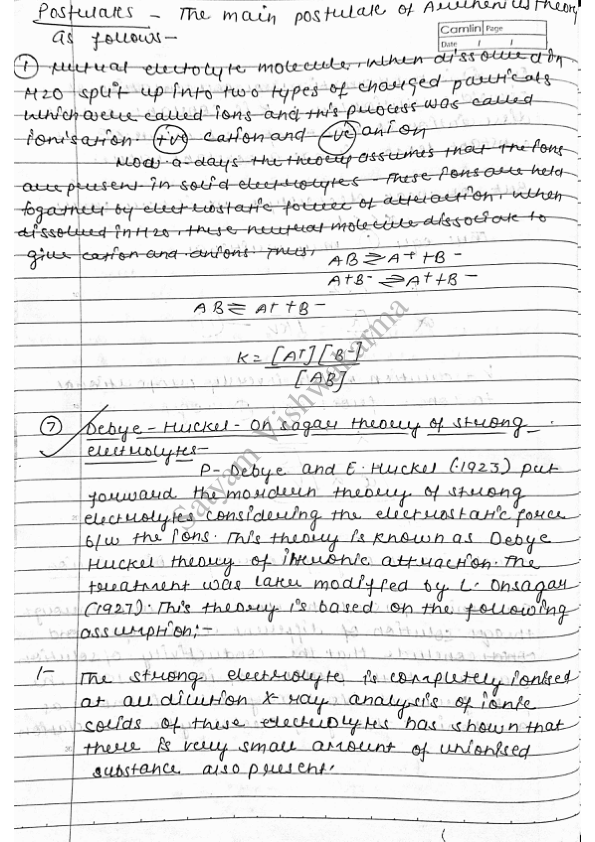 Postulates - The main postulate of Arrhenius theory
as follows-
Camlin Page
Date / /
① Neutral electrolyte molecule, when dissolved in
H2O split up into two types of charged particals
which were called ions and this process was called
ionisation (+ve) cation and (-ve) anion
Now-a-days the theory assumes that the ions
are present in solid electrolytes. These ions are held
togather by electrostatic forces of attraction, when
dissolved in H2O, these neutral molecule dissociate to
give cation and anions. Thus,
AB ⇌ A+ + B-
A+B- ⇌ A+ + B-
AB ⇌ A+ + B-
K = [A+][B-]
[AB]
Satyam Vishwakarma
⑦ Debye-Huckel-Onsagar theory of strong
electrolytes-
P- Debye and E. Huckel (1923) put
forward the mordern theory of strong
electrolytes considering the electrostatic force
b/w the ions. This theory is known as Debye
Huckel theory of interionic attraction. The
treatment was later modified by L. Onsagar
(1927). This theory is based on the following
assumption:-
1- The strong electrolyte is completely ionised
at all dilution X-ray analysis of ionic
solids of these electrolytes has shown that
there is very small amount of unionised
substance also present.